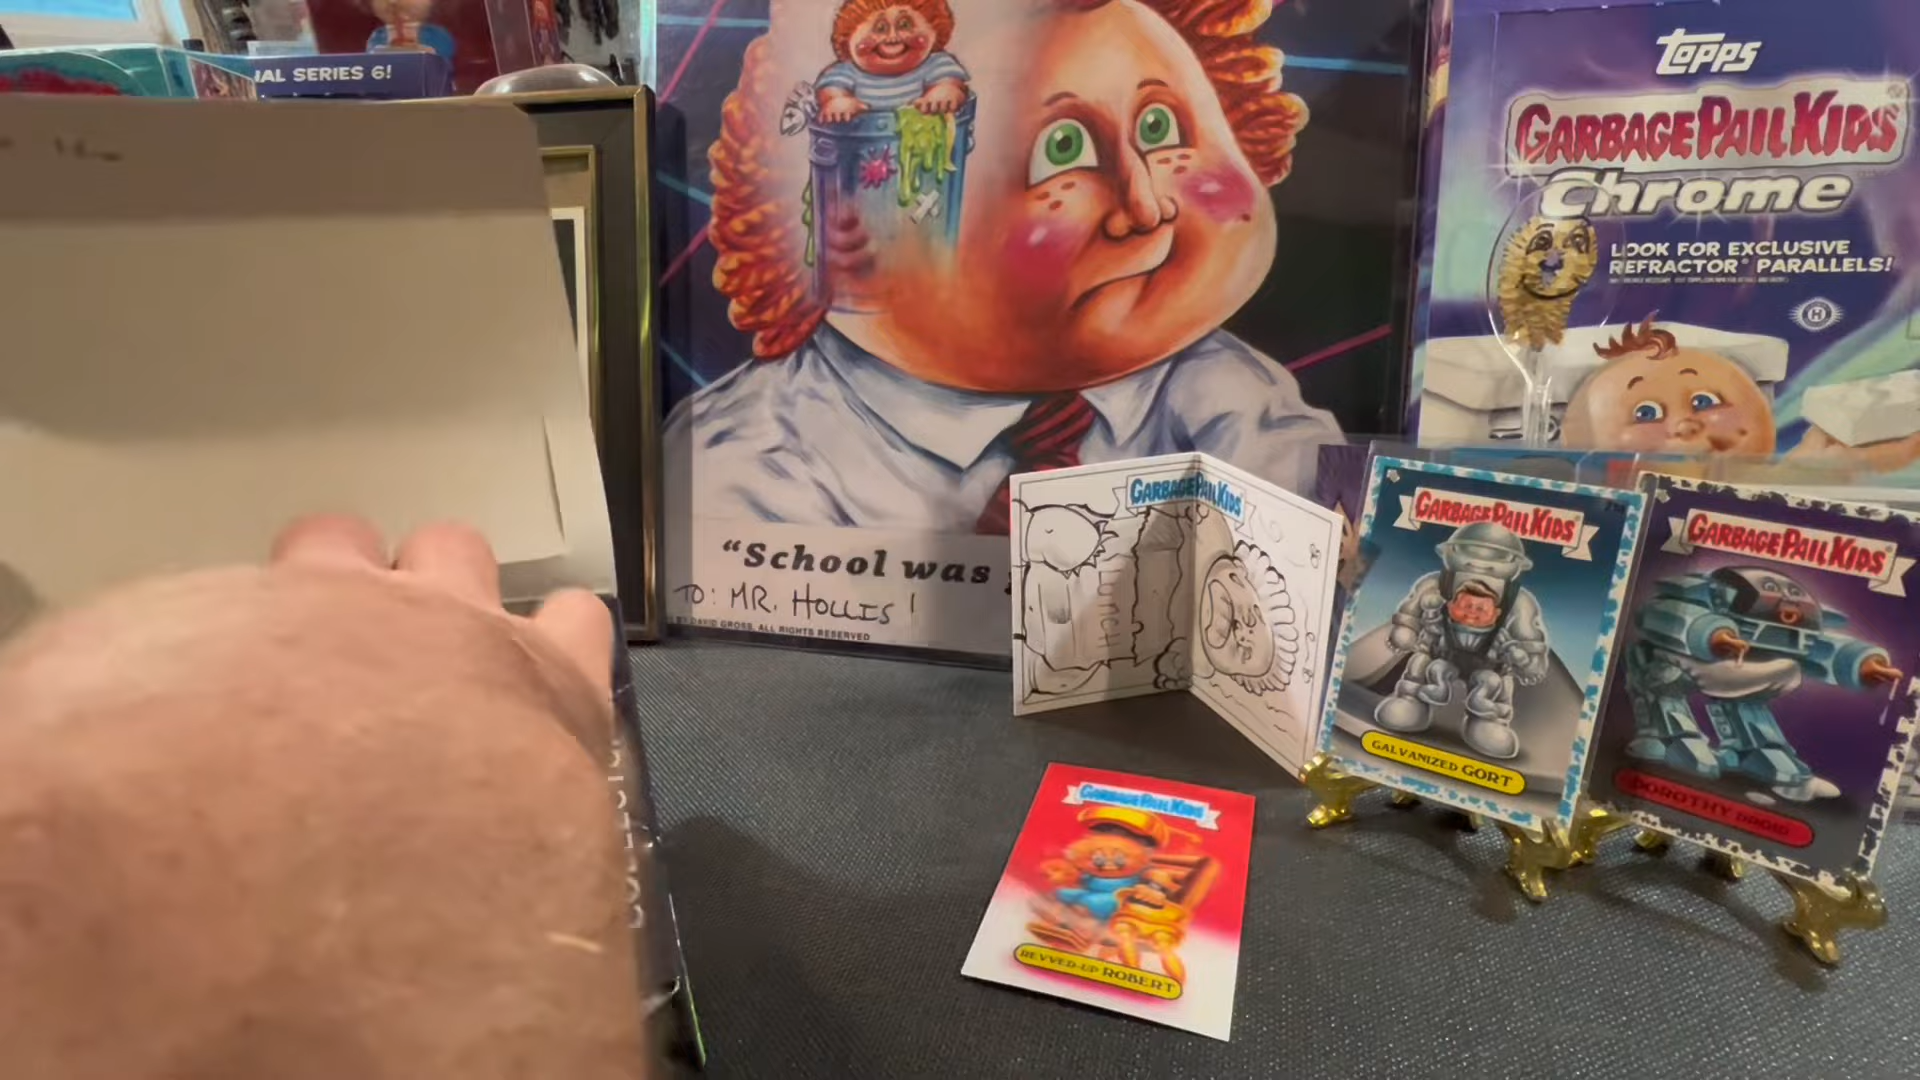 IAL SERIES 6!
"School was
TO: MR. HOLLIS!
BY DAVID GROSS. ALL RIGHTS RESERVED
topps
GARBAGE PAIL KIDS
Chrome
LOOK FOR EXCLUSIVE
REFRACTOR® PARALLELS!
H
GARBAGE PAIL KIDS
LUNCH
GARBAGE PAIL KIDS
GALVANIZED GORT
GARBAGE PAIL KIDS
DOROTHY DROID
GARBAGE PAIL KIDS
REVVED-UP ROBERT
COLLECTO